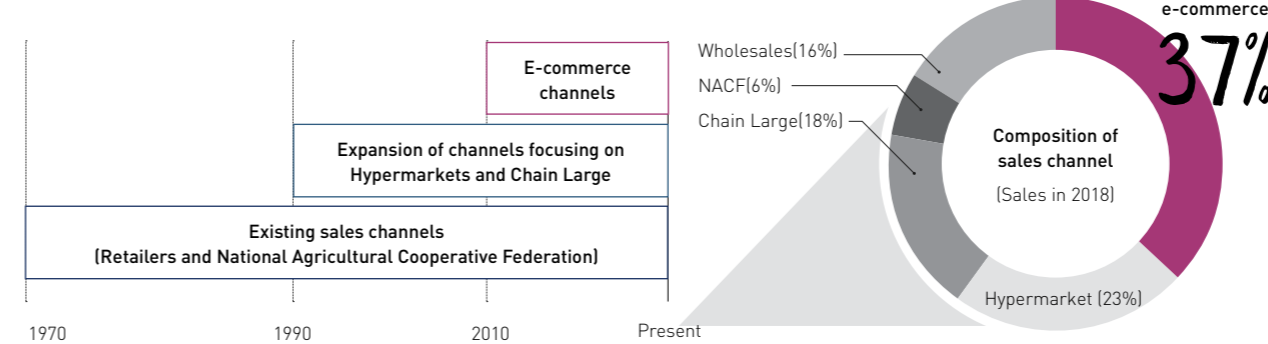 E-commerce
channels
Expansion of channels focusing on
Hypermarkets and Chain Large
Existing sales channels
(Retailers and National Agricultural Cooperative Federation)
1970
1990
2010
Present
Wholesales(16%)
NACF(6%)
Chain Large(18%)
e-commerce
37%
Composition of
sales channel
(Sales in 2018)
Hypermarket (23%)